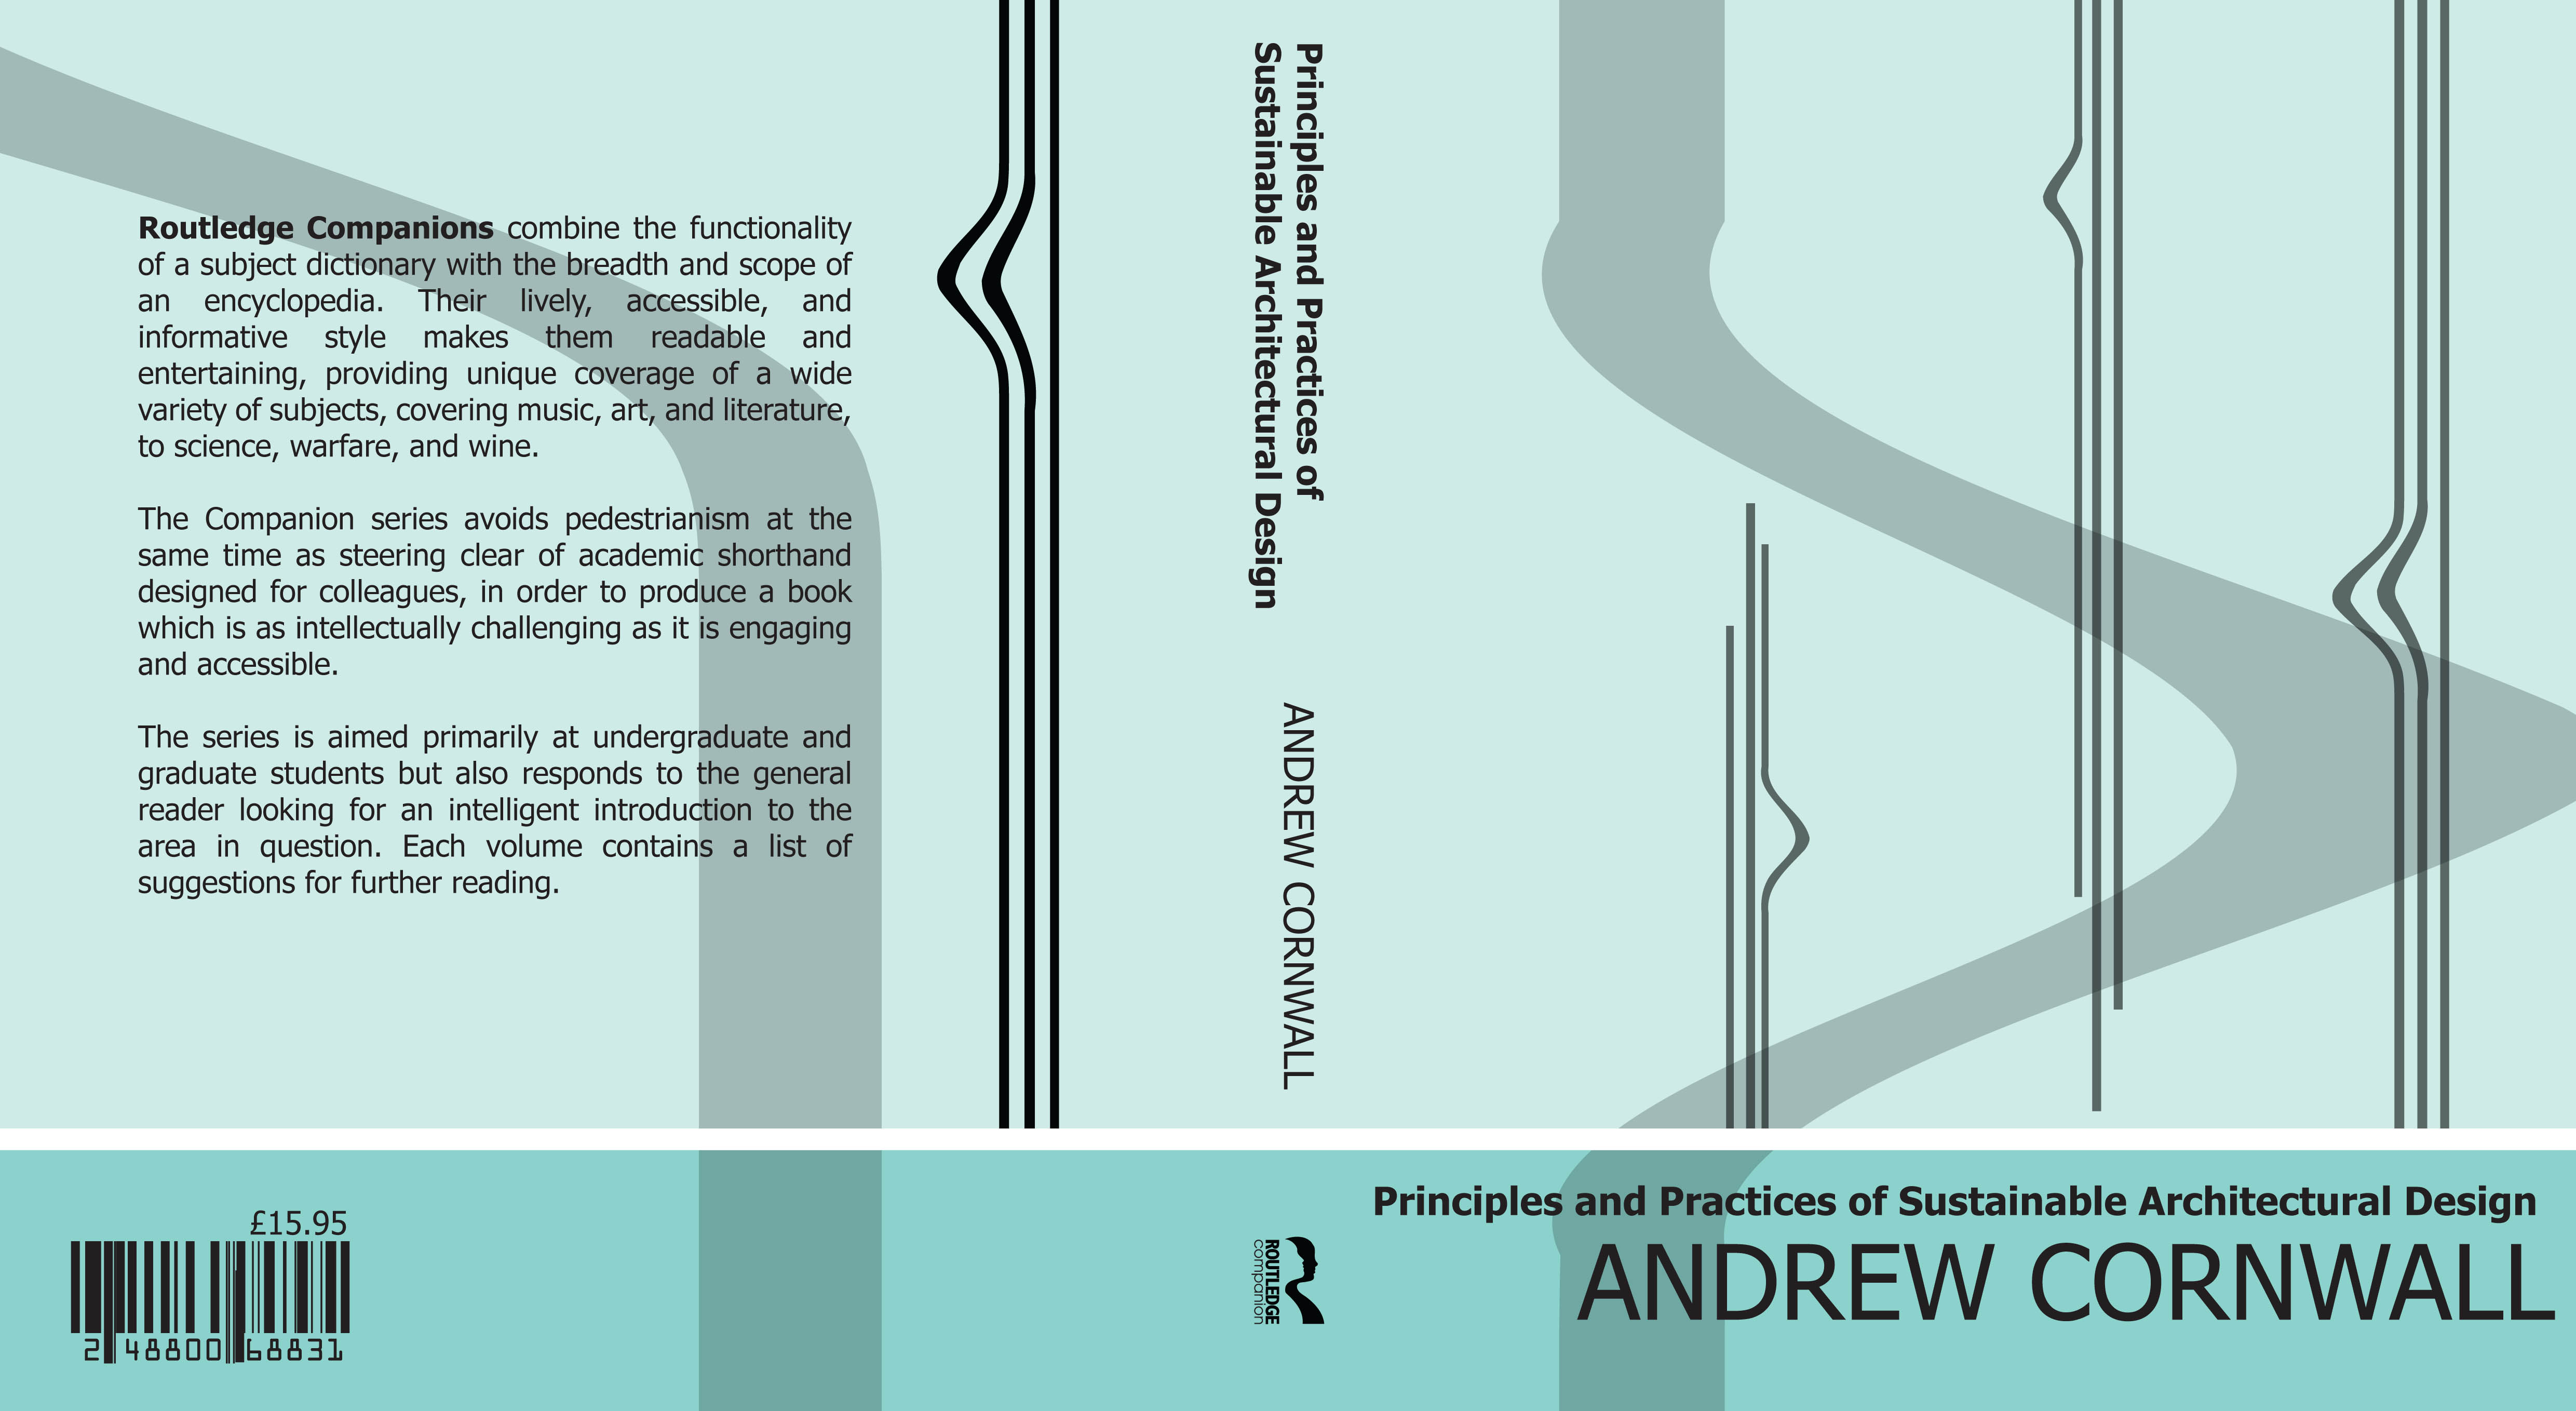 Routledge Companions combine the functionality
of a subject dictionary with the breadth and scope of
an encyclopedia. Their lively, accessible, and
informative style makes them readable and
entertaining, providing unique coverage of a wide
variety of subjects, covering music, art, and literature,
to science, warfare, and wine.
The Companion series avoids pedestrianism at the
same time as steering clear of academic shorthand
designed for colleagues, in order to produce a book
which is as intellectually challenging as it is engaging
and accessible.
The series is aimed primarily at undergraduate and
graduate students but also responds to the general
reader looking for an intelligent introduction to the
area in question. Each volume contains a list of
suggestions for further reading.
£15.95
2 48800 68831
Principles and Practices of
Sustainable Architectural Design
ANDREW CORNWALL
ROUTLEDGE
companion
Principles and Practices of Sustainable Architectural Design
ANDREW CORNWALL